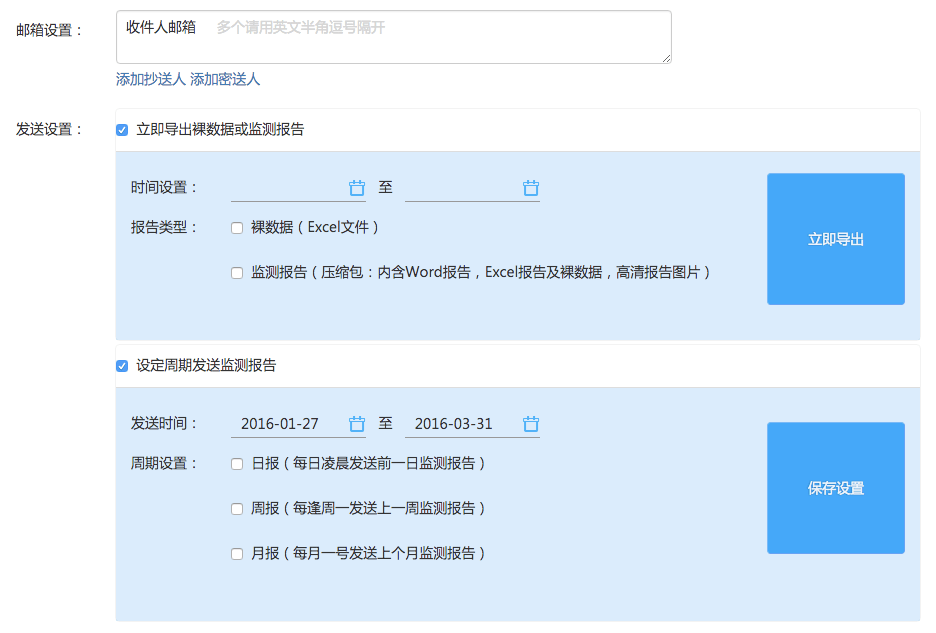 邮箱设置：
收件人邮箱 多个请用英文半角逗号隔开
添加抄送人 添加密送人
发送设置：
立即导出裸数据或监测报告
时间设置： 至
报告类型： 裸数据（Excel文件）
监测报告（压缩包：内含Word报告，Excel报告及裸数据，高清报告图片）
立即导出
设定周期发送监测报告
发送时间： 2016-01-27 至 2016-03-31
周期设置： 日报（每日凌晨发送前一日监测报告）
周报（每逢周一发送上一周监测报告）
月报（每月一号发送上个月监测报告）
保存设置